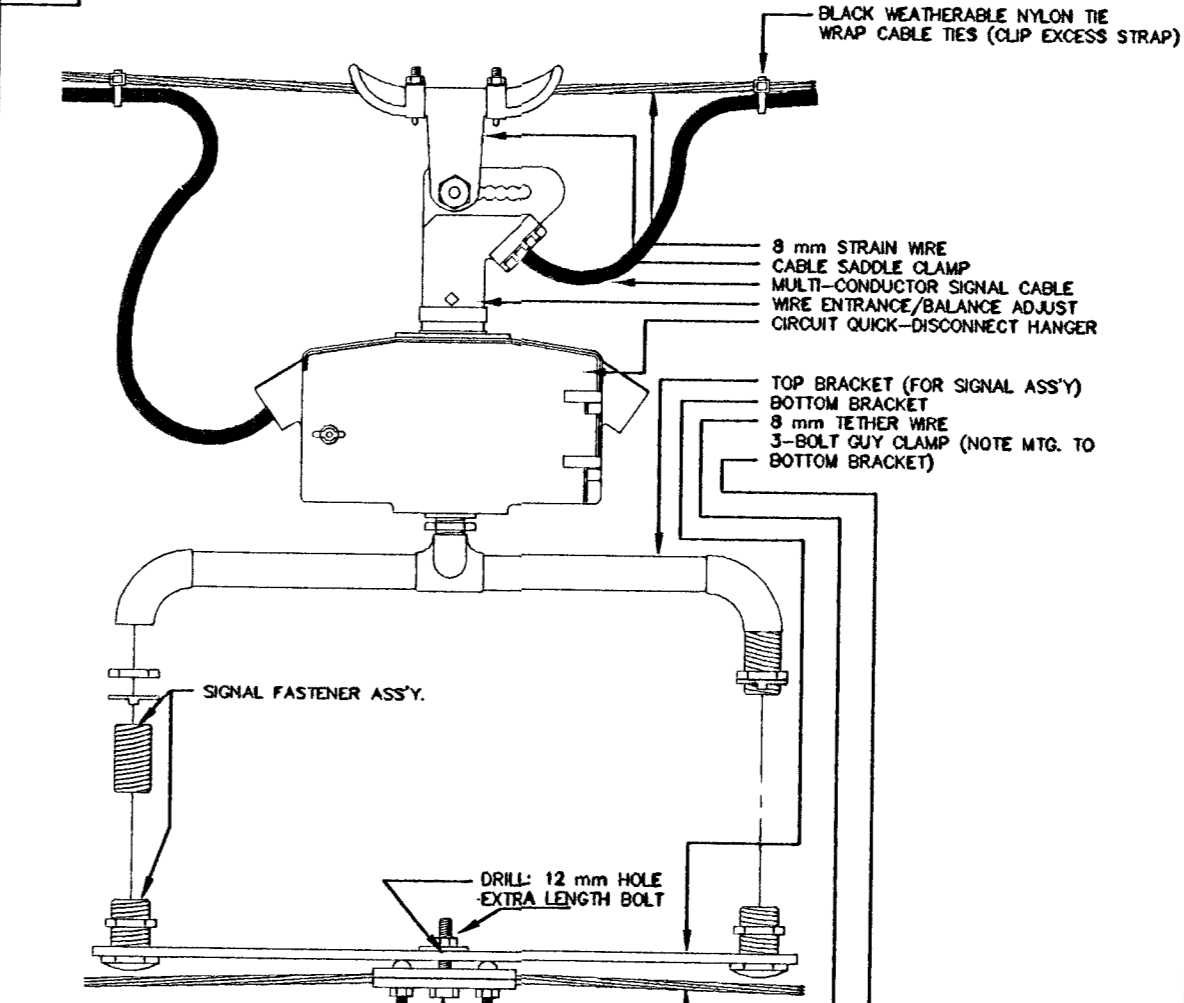 BLACK WEATHERABLE NYLON TIE
WRAP CABLE TIES (CLIP EXCESS STRAP)
8 mm STRAIN WIRE
CABLE SADDLE CLAMP
MULTI-CONDUCTOR SIGNAL CABLE
WIRE ENTRANCE/BALANCE ADJUST
CIRCUIT QUICK-DISCONNECT HANGER
TOP BRACKET (FOR SIGNAL ASS'Y)
BOTTOM BRACKET
8 mm TETHER WIRE
3-BOLT GUY CLAMP (NOTE MTG. TO
BOTTOM BRACKET)
SIGNAL FASTENER ASS'Y.
DRILL: 12 mm HOLE
EXTRA LENGTH BOLT